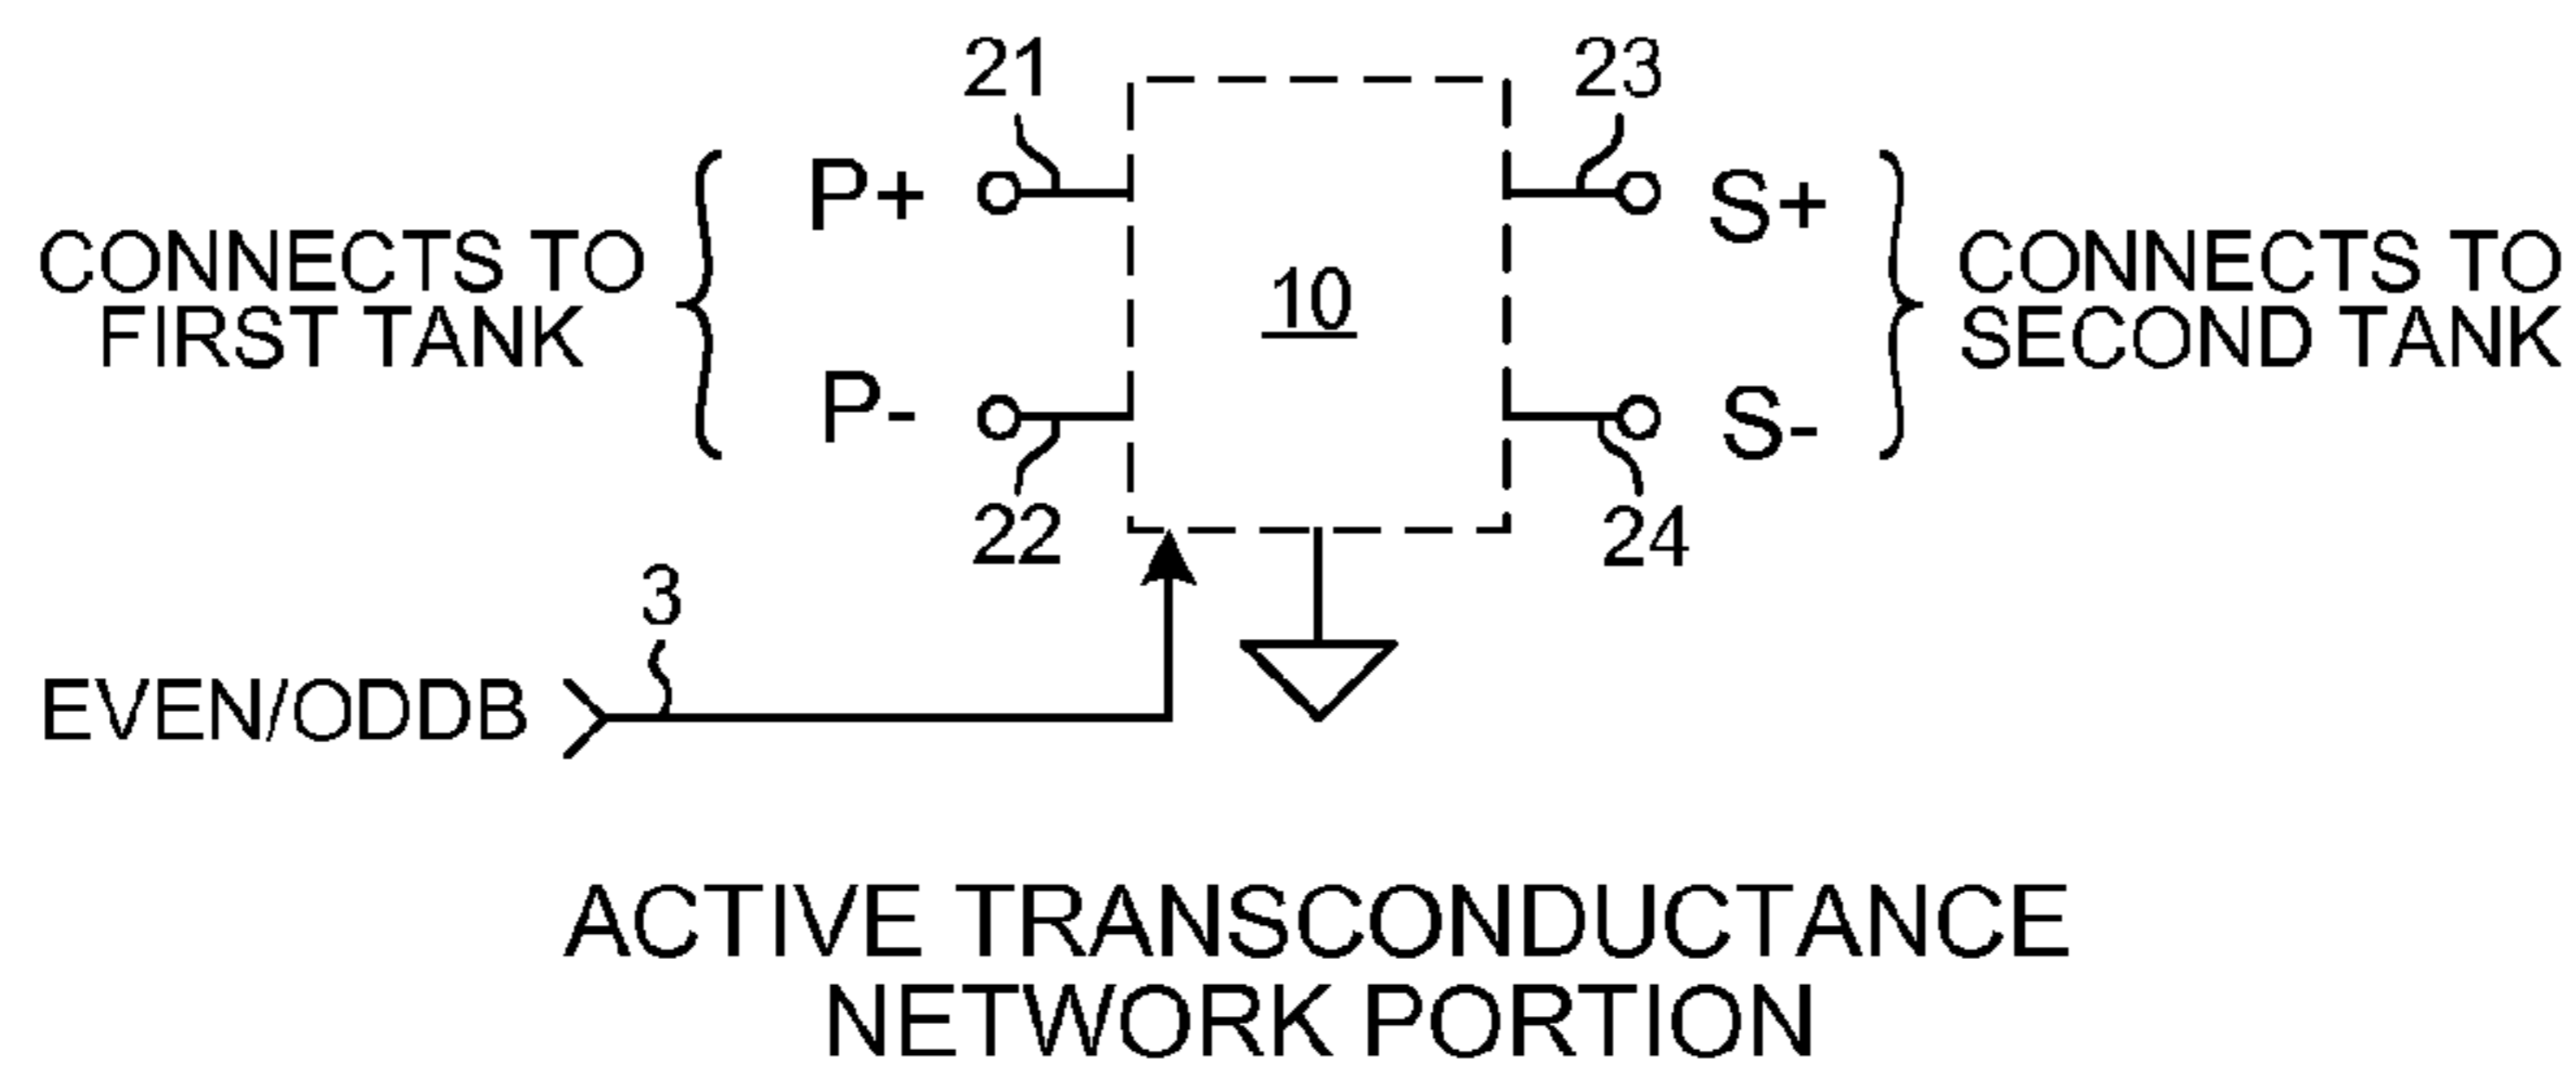 21
23
P+
S+
CONNECTS TO
FIRST TANK
10
CONNECTS TO
SECOND TANK
P-
S-
22
24
3
EVEN/ODDB
ACTIVE TRANSCONDUCTANCE
NETWORK PORTION